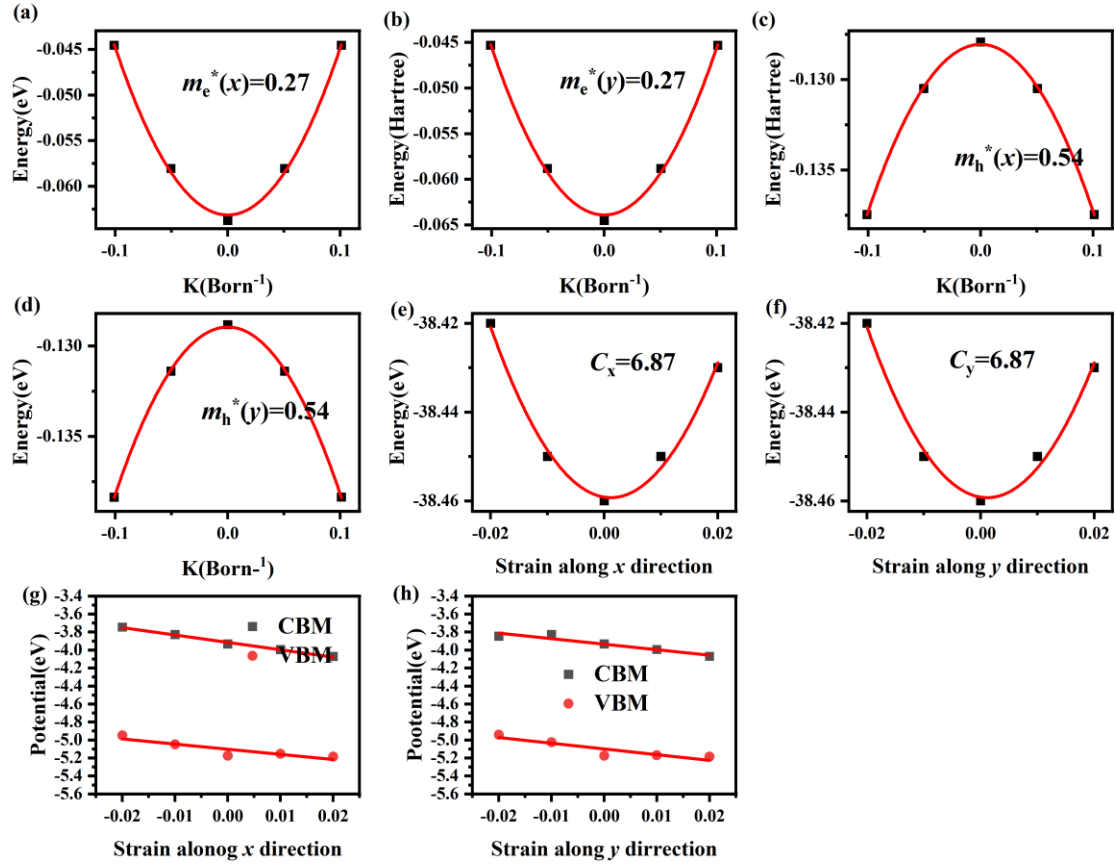 (a)
-0.045
-0.050
-0.055
-0.060
Energy(eV)
me*(x)=0.27
-0.1 0.0 0.1
K(Born-1)
(b)
-0.045
-0.050
-0.055
-0.060
-0.065
Energy(Hartree)
me*(y)=0.27
-0.1 0.0 0.1
K(Born-1)
(c)
-0.130
-0.135
Energy(Hartree)
mh*(x)=0.54
-0.1 0.0 0.1
K(Born-1)
(d)
-0.130
-0.135
Energy(eV)
mh*(y)=0.54
-0.1 0.0 0.1
K(Born-1)
(e)
-38.42
-38.44
-38.46
Energy(eV)
Cx=6.87
-0.02 0.00 0.02
Strain along x direction
(f)
-38.42
-38.44
-38.46
Energy(eV)
Cy=6.87
-0.02 0.00 0.02
Strain along y direction
(g)
-3.4
-3.6
-3.8
-4.0
-4.2
-4.4
-4.6
-4.8
-5.0
-5.2
-5.4
-5.6
Potential(eV)
CBM
VBM
-0.02 -0.01 0.00 0.01 0.02
Strain alonog x direction
(h)
-3.4
-3.6
-3.8
-4.0
-4.2
-4.4
-4.6
-4.8
-5.0
-5.2
-5.4
-5.6
Pootential(eV)
CBM
VBM
-0.02 -0.01 0.00 0.01 0.02
Strain along y dirrection